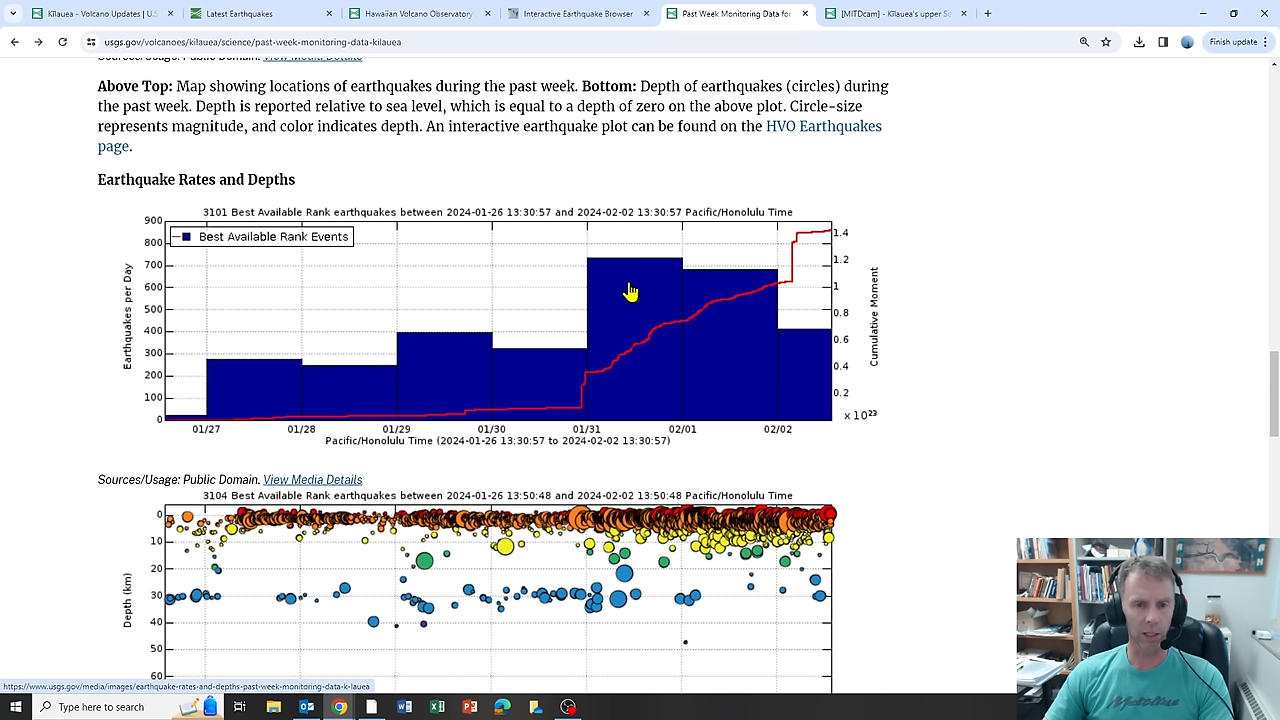 Kīlauea - Volcano Updates | U.S.
Latest Earthquakes
Hawaiian Volcano Observatory
Interactive Earthquake Browser
Past Week Monitoring Data for
[MITDcam] - Kīlauea's upper S
usgs.gov/volcanoes/kilauea/science/past-week-monitoring-data-kilauea
Finish update
Sources/Usage: Public Domain. View Media Details
Above Top: Map showing locations of earthquakes during the past week. Bottom: Depth of earthquakes (circles) during
the past week. Depth is reported relative to sea level, which is equal to a depth of zero on the above plot. Circle-size
represents magnitude, and color indicates depth. An interactive earthquake plot can be found on the HVO Earthquakes
page.
Earthquake Rates and Depths
3101 Best Available Rank earthquakes between 2024-01-26 13:30:57 and 2024-02-02 13:30:57 Pacific/Honolulu Time
Best Available Rank Events
Earthquakes per Day
900
800
700
600
500
400
300
200
100
0
1.4
1.2
1
0.8
0.6
0.4
0.2
x 10²³
Cumulative Moment
01/27 01/28 01/29 01/30 01/31 02/01 02/02
Pacific/Honolulu Time (2024-01-26 13:30:57 to 2024-02-02 13:30:57)
Sources/Usage: Public Domain. View Media Details
3104 Best Available Rank earthquakes between 2024-01-26 13:50:48 and 2024-02-02 13:50:48 Pacific/Honolulu Time
Depth (km)
0
10
20
30
40
50
60
https://www.usgs.gov/media/images/earthquake-rates-and-depths-past-week-monitoring-data-k-lauea
Type here to search